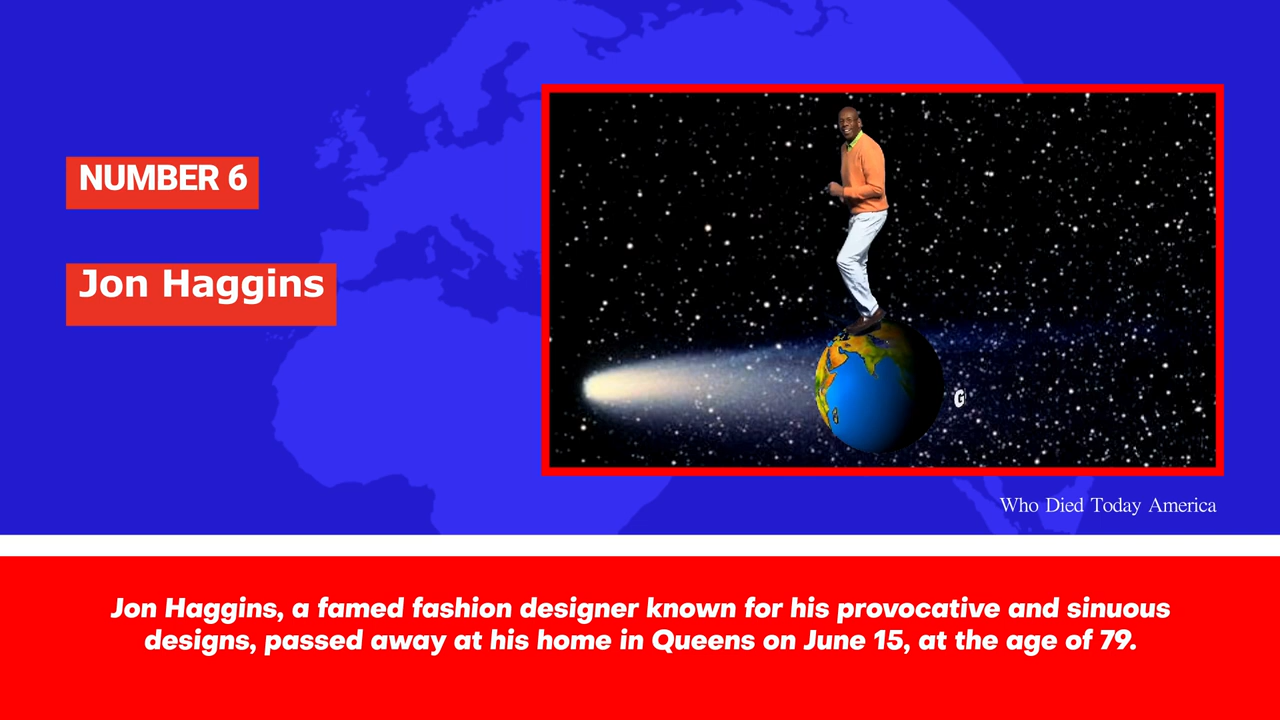 NUMBER 6
Jon Haggins
G
Who Died Today America
Jon Haggins, a famed fashion designer known for his provocative and sinuous
designs, passed away at his home in Queens on June 15, at the age of 79.